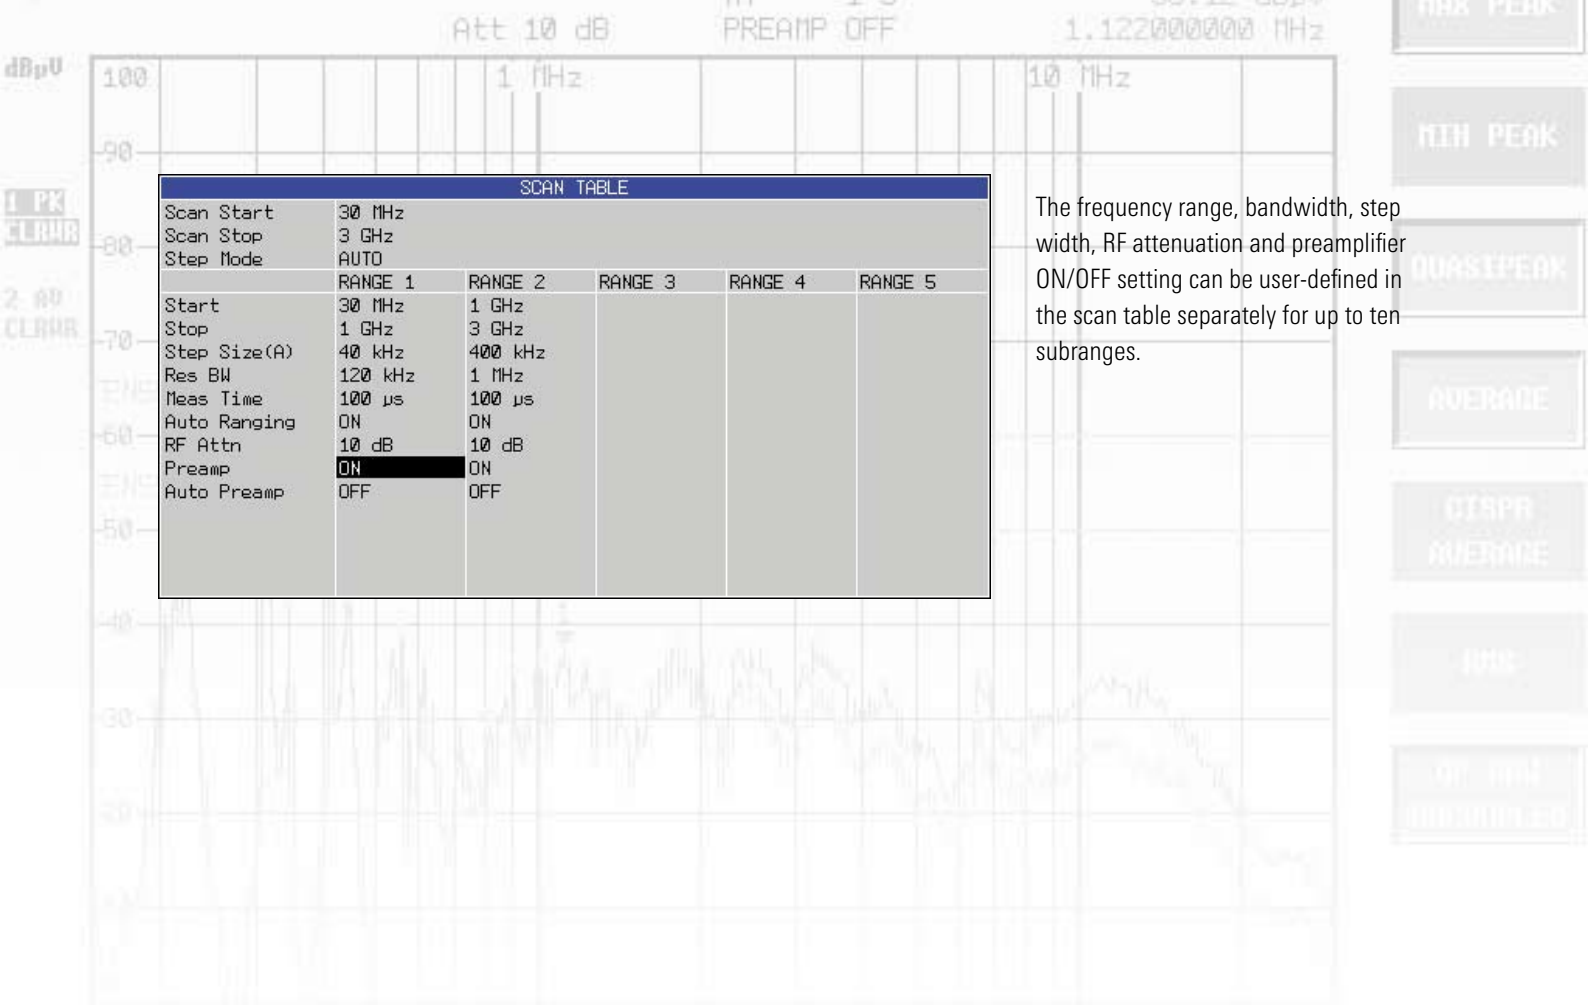 Att 10 dB PREAMP OFF 1.122000000 MHz
MAX PEAK
dBµV 100 1 MHz 10 MHz
MIN PEAK
90
SCAN TABLE
1 PK
CLRWR
Scan Start 30 MHz
Scan Stop 3 GHz
Step Mode AUTO
RANGE 1 RANGE 2 RANGE 3 RANGE 4 RANGE 5
Start 30 MHz 1 GHz
Stop 1 GHz 3 GHz
Step Size(A) 40 kHz 400 kHz
Res BW 120 kHz 1 MHz
Meas Time 100 µs 100 µs
Auto Ranging ON ON
RF Attn 10 dB 10 dB
Preamp ON ON
Auto Preamp OFF OFF
The frequency range, bandwidth, step
width, RF attenuation and preamplifier
ON/OFF setting can be user-defined in
the scan table separately for up to ten
subranges.
80
QUASIPEAK
2 AV
CLRWR
70
AVERAGE
60
CISPR
AVERAGE
50
40
RMS
30
20